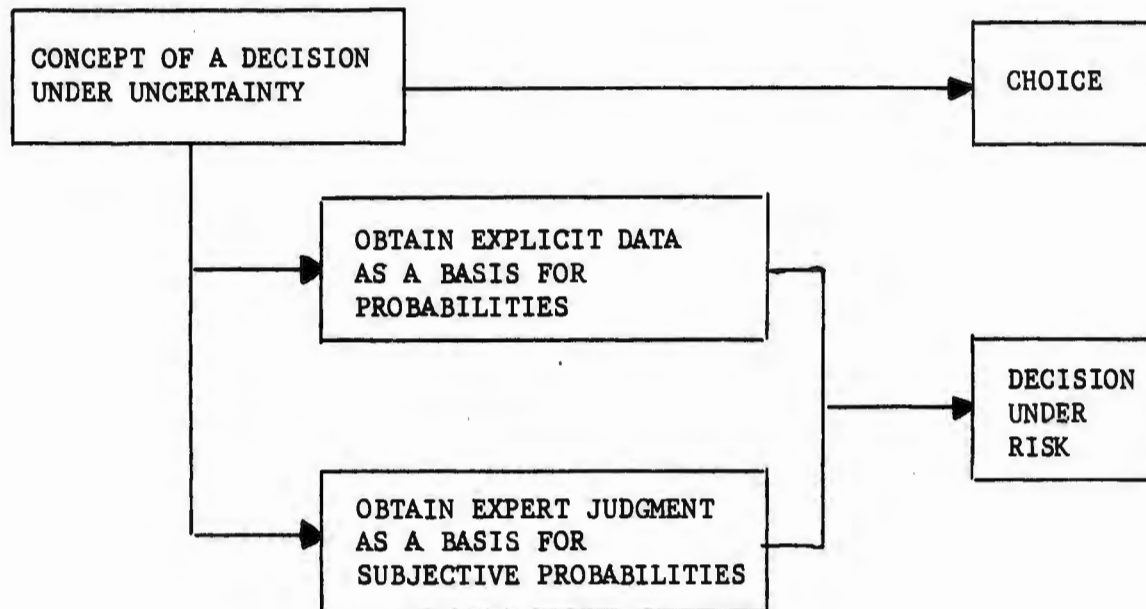 CONCEPT OF A DECISION
UNDER UNCERTAINTY
CHOICE
OBTAIN EXPLICIT DATA
AS A BASIS FOR
PROBABILITIES
DECISION
UNDER
RISK
OBTAIN EXPERT JUDGMENT
AS A BASIS FOR
SUBJECTIVE PROBABILITIES